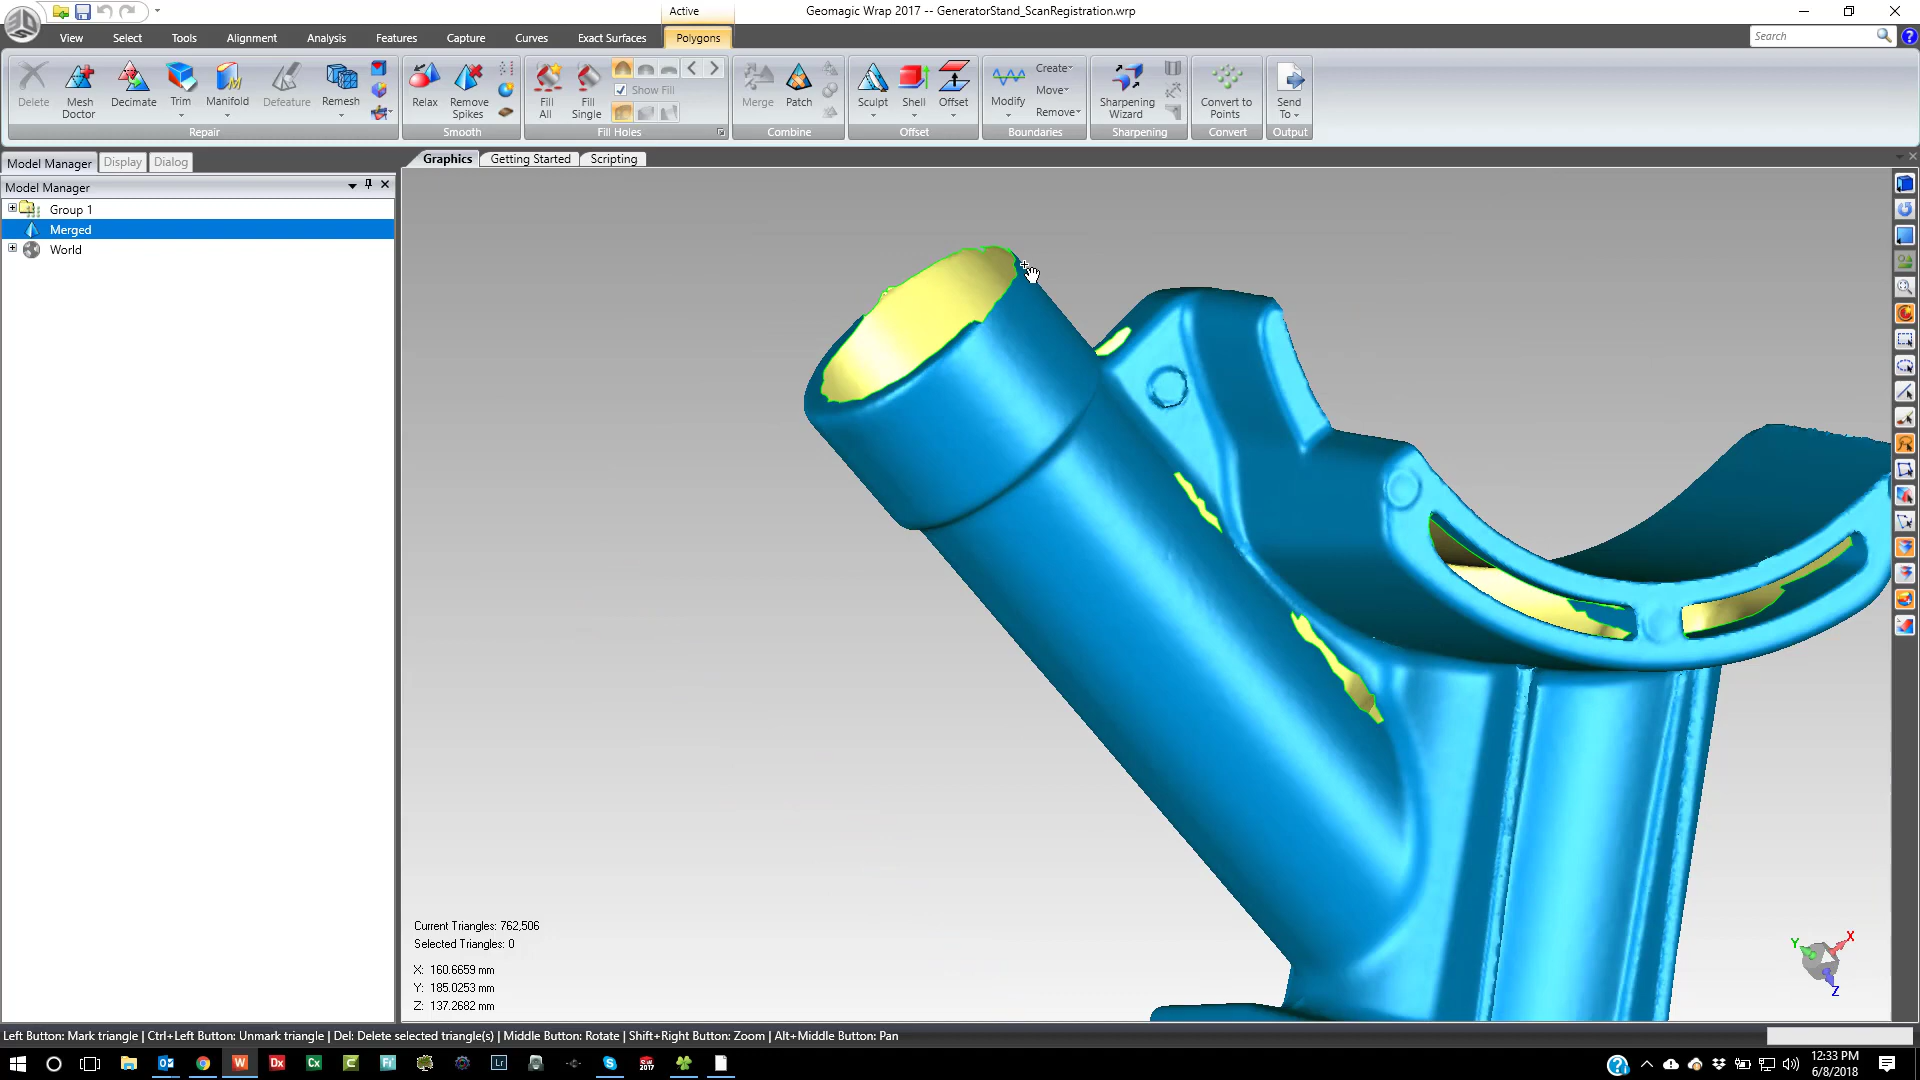 Active
Geomagic Wrap 2017 -- GeneratorStand_ScanRegistration.wrp
View Select Tools Alignment Analysis Features Capture Curves Exact Surfaces Polygons
Search
Delete Mesh Doctor Decimate Trim Manifold Defeature Remesh
Repair
Relax Remove Spikes
Smooth
Fill All Fill Single Show Fill
Fill Holes
Merge Patch
Combine
Sculpt Shell Offset
Offset
Modify Create Move Remove
Boundaries
Sharpening Wizard
Sharpening
Convert to Points
Convert
Send To
Output
Model Manager Display Dialog
Graphics Getting Started Scripting
Model Manager
Group 1
Merged
World
Current Triangles: 762,506
Selected Triangles: 0
X: 160.6659 mm
Y: 185.0253 mm
Z: 137.2682 mm
Y X
Z
Left Button: Mark triangle | Ctrl+Left Button: Unmark triangle | Del: Delete selected triangle(s) | Middle Button: Rotate | Shift+Right Button: Zoom | Alt+Middle Button: Pan
W Dx Cx C Fi Lr S 2017
12:33 PM
6/8/2018